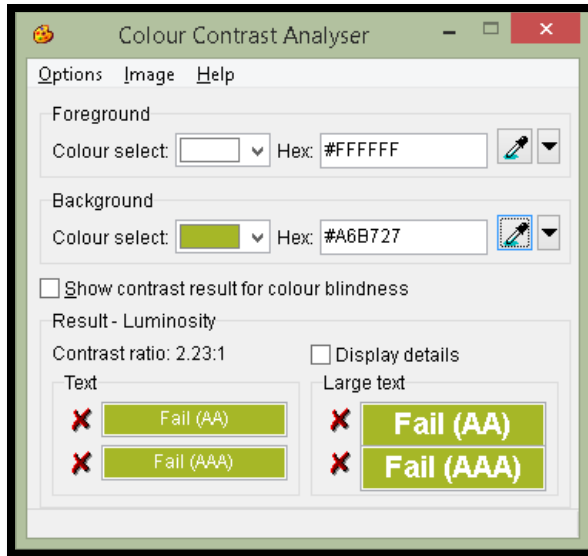 Colour Contrast Analyser
Options Image Help
Foreground
Colour select: Hex: #FFFFFF
Background
Colour select: Hex: #A6B727
Show contrast result for colour blindness
Result - Luminosity
Contrast ratio: 2.23:1 Display details
Text Large text
Fail (AA) Fail (AA)
Fail (AAA) Fail (AAA)